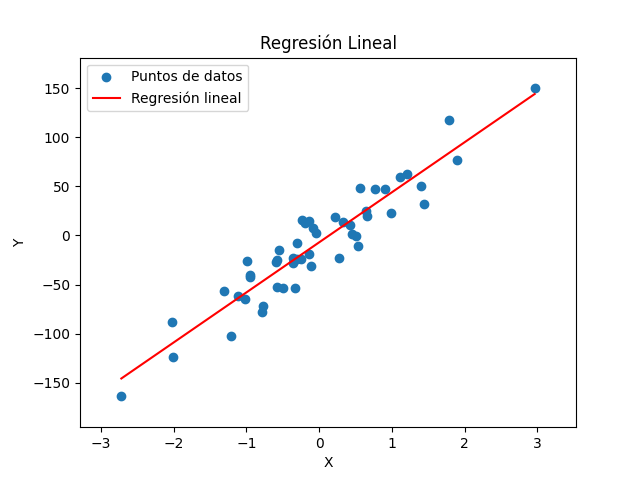 Regresión Lineal
Puntos de datos
Regresión lineal
150
100
50
0
−50
−100
−150
Y
−3
−2
−1
0
1
2
3
X